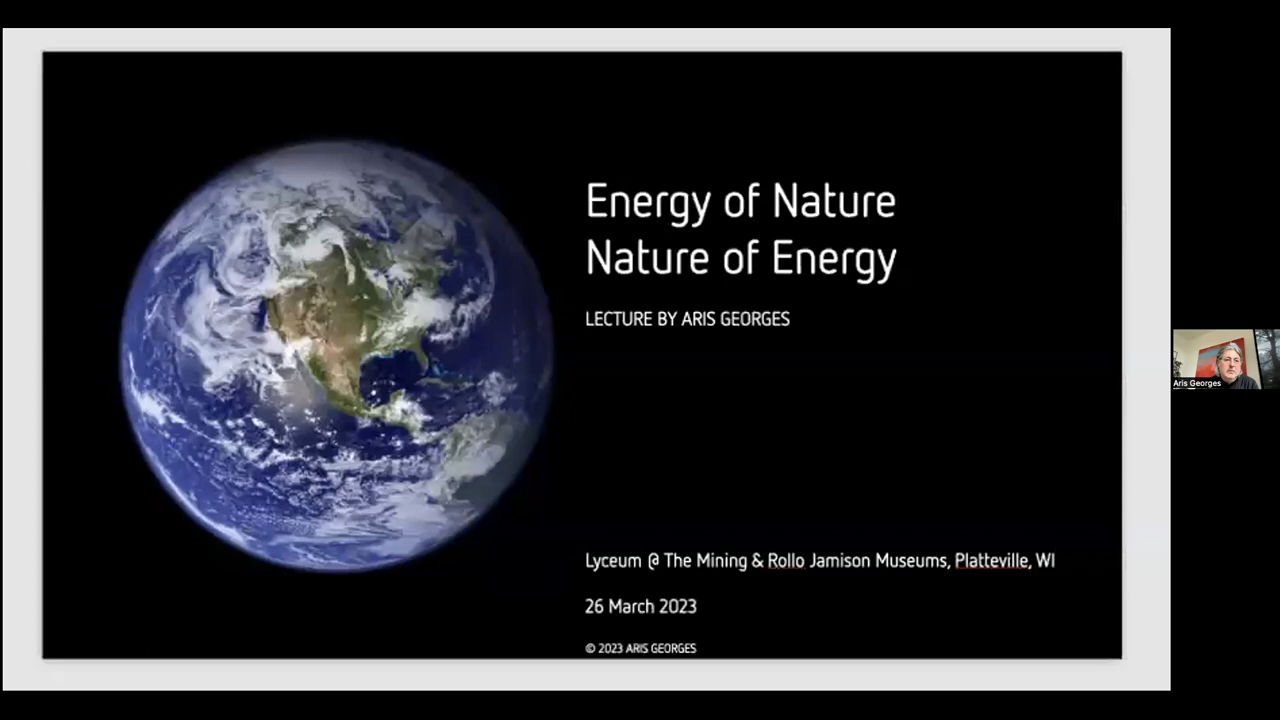 Energy of Nature
Nature of Energy
LECTURE BY ARIS GEORGES
Lyceum @ The Mining & Rollo Jamison Museums, Platteville, WI
26 March 2023
© 2023 ARIS GEORGES
Aris Georges